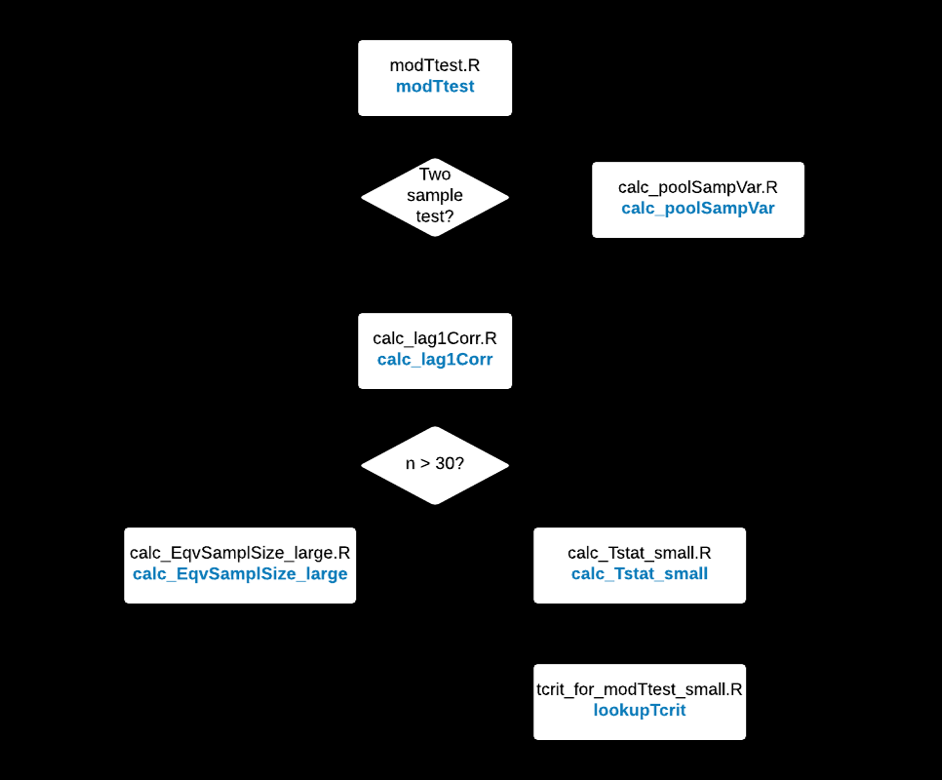 modTtest.R
modTtest
Two
sample
test?
calc_poolSampVar.R
calc_poolSampVar
calc_lag1Corr.R
calc_lag1Corr
n > 30?
calc_EqvSamplSize_large.R
calc_EqvSamplSize_large
calc_Tstat_small.R
calc_Tstat_small
tcrit_for_modTtest_small.R
lookupTcrit